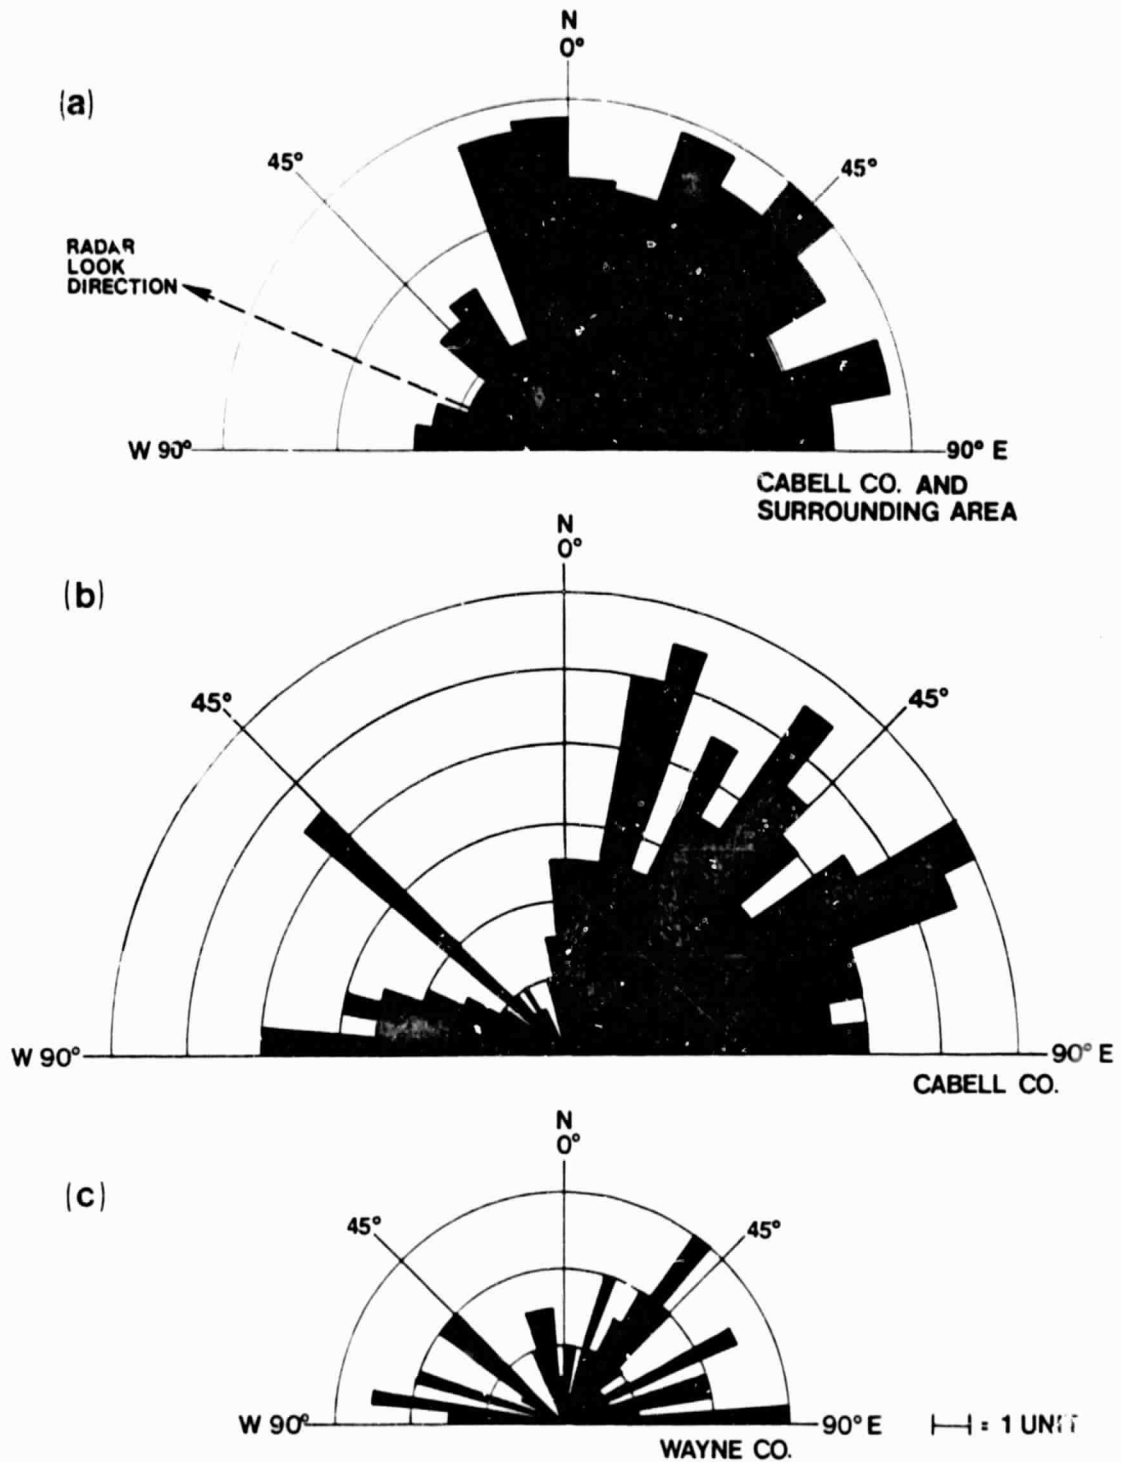 N
0°
(a)
45°
45°
RADAR
LOOK
DIRECTION
W 90°
90° E
CABELL CO. AND
SURROUNDING AREA
N
0°
(b)
45°
45°
W 90°
90° E
CABELL CO.
N
0°
(c)
45°
45°
W 90°
90° E
= 1 UNIT
WAYNE CO.